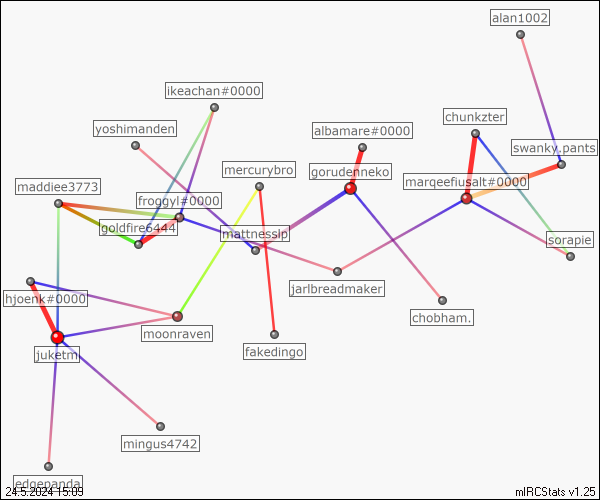 alan1002
ikeachan#0000
chunkzter
yoshimanden
albamare#0000
swanky.pants
mercurybro
gorudenneko
marqeefiusalt#0000
maddiee3773
froggyl#0000
goldfire6444
mattnesslp
sorapie
jarlbreadmaker
hjoenk#0000
chobham.
moonraven
juketm
fakedingo
mingus4742
edgepanda
24.5.2024 15:09
mIRCStats v1.25